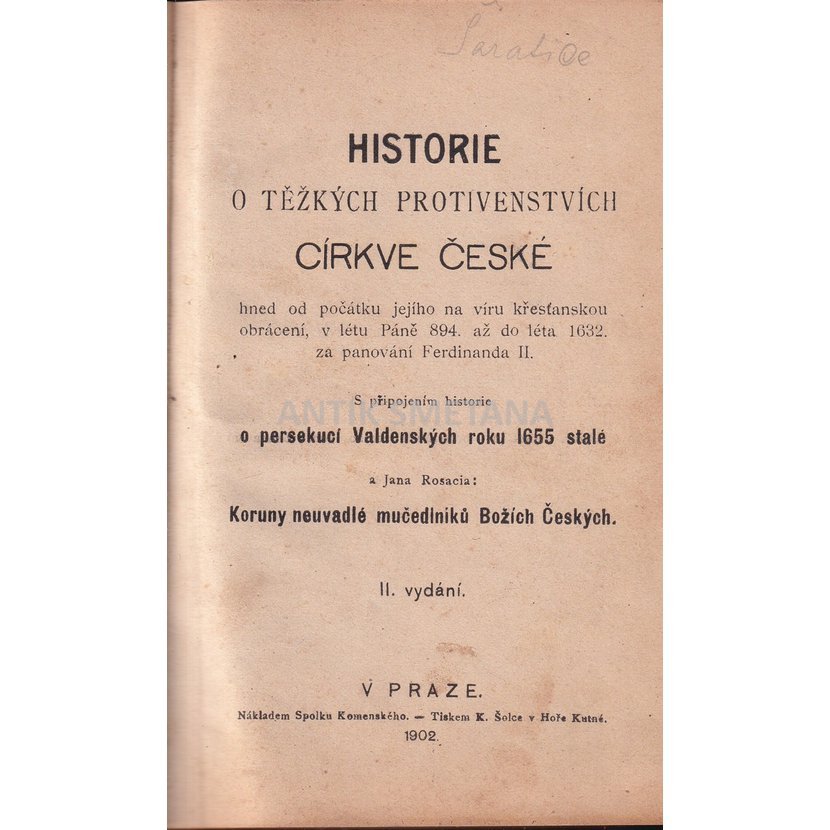 Šaratice
HISTORIE
O TĚŽKÝCH PROTIVENSTVÍCH
CÍRKVE ČESKÉ
hned od počátku jejího na víru křesťanskou
obrácení, v létu Páně 894. až do léta 1632.
za panování Ferdinanda II.
S připojením historie
ANTIK SMETANA
o persekucí Valdenských roku 1655 stalé
a Jana Rosacia:
Koruny neuvadlé mučedlníků Božích Českých.
II. vydání.
V PRAZE.
Nákladem Spolku Komenského. — Tiskem K. Šolce v Hoře Kutné.
1902.